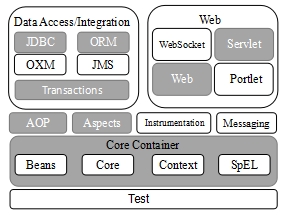 Data Access/Integration
JDBC
ORM
OXM
JMS
Transactions
Web
WebSocket
Servlet
Web
Portlet
AOP
Aspects
Instrumentation
Messaging
Core Container
Beans
Core
Context
SpEL
Test